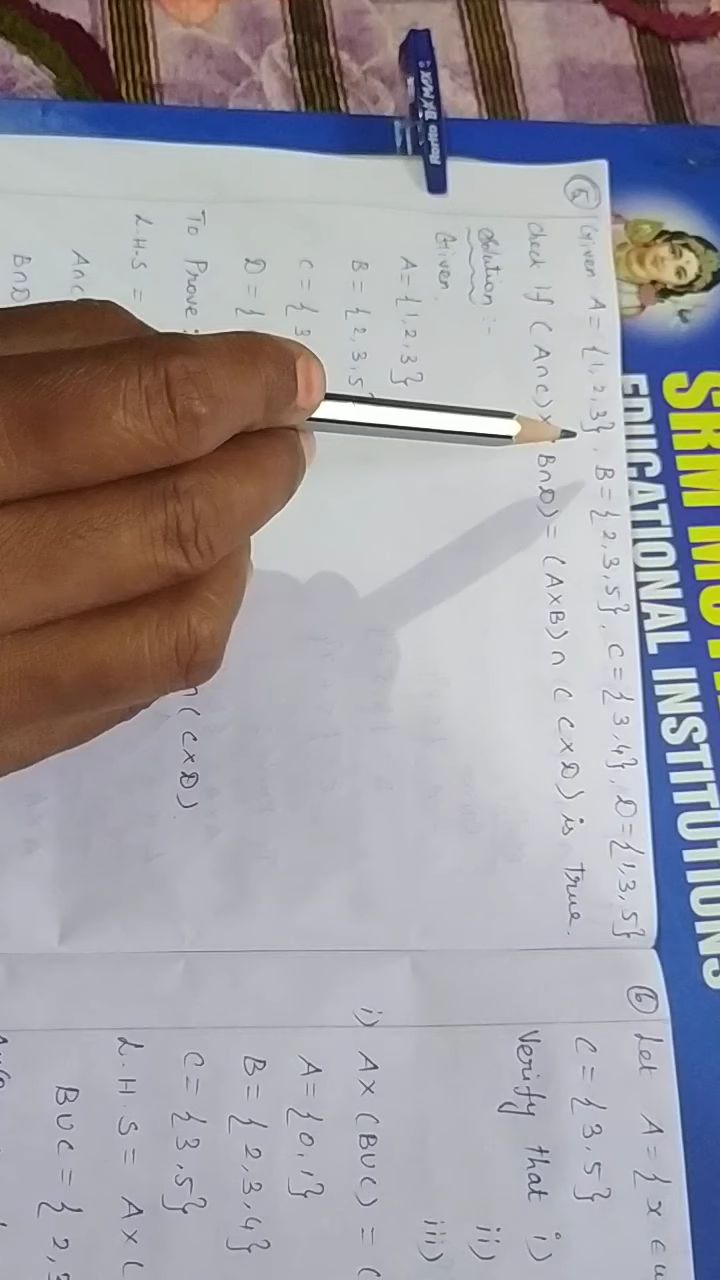 Rorito B/XMAX
SRM
EDUCATIONAL INSTITUTIONS
5 Given A = {1,2,3}, B = {2,3,5}, C = {3,4}, D = {1,3,5}
check if (A∩C) × B∩D) = (A×B) ∩ (C×D) is true.
Solution :-
Given
A = {1,2,3}
B = {2,3,5
C = {3
D = {
To Prove :
∩ (C×D).
L.H.S =
A∩C
B∩D
6 Let A = {x ∈
C = {3,5}
Verify that i)
ii)
iii)
i) A × (B∪C) = (
A = {0,1}
B = {2,3,4}
C = {3,5}
L.H.S = A × (
B∪C = {2,